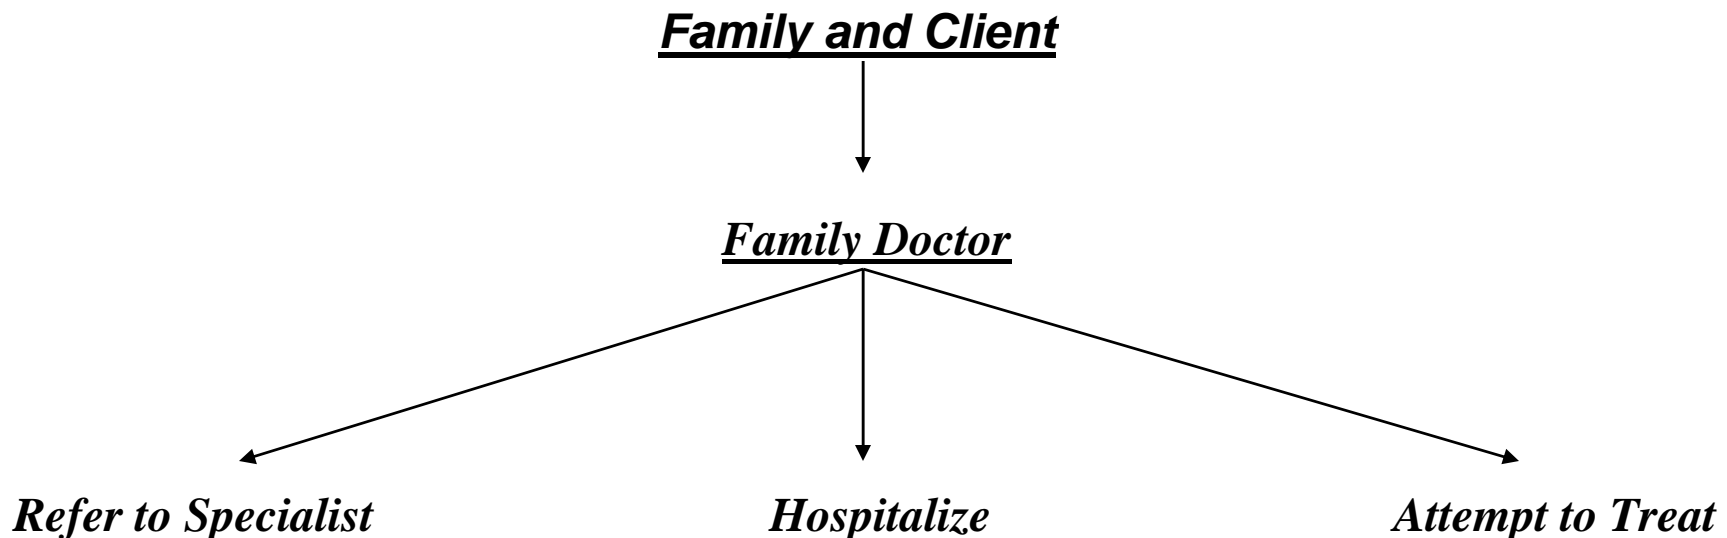 Family and Client
Family Doctor
Refer to Specialist Hospitalize Attempt to Treat